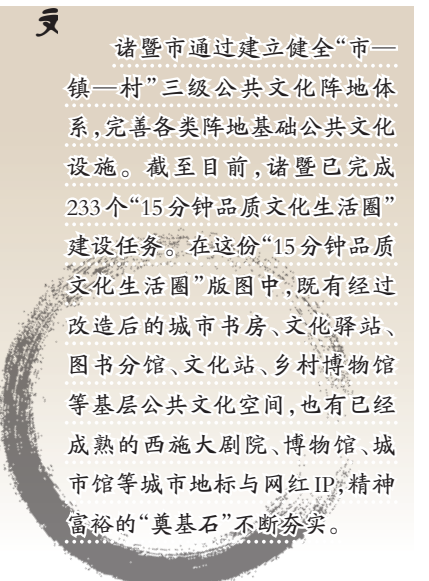 诸暨市通过建立健全“市—
镇—村”三级公共文化阵地体
系,完善各类阵地基础公共文化
设施。截至目前,诸暨已完成
233个“15分钟品质文化生活圈”
建设任务。在这份“15分钟品质
文化生活圈”版图中,既有经过
改造后的城市书房、文化驿站、
图书分馆、文化站、乡村博物馆
等基层公共文化空间,也有已经
成熟的西施大剧院、博物馆、城
市馆等城市地标与网红IP,精神
富裕的“奠基石”不断夯实。